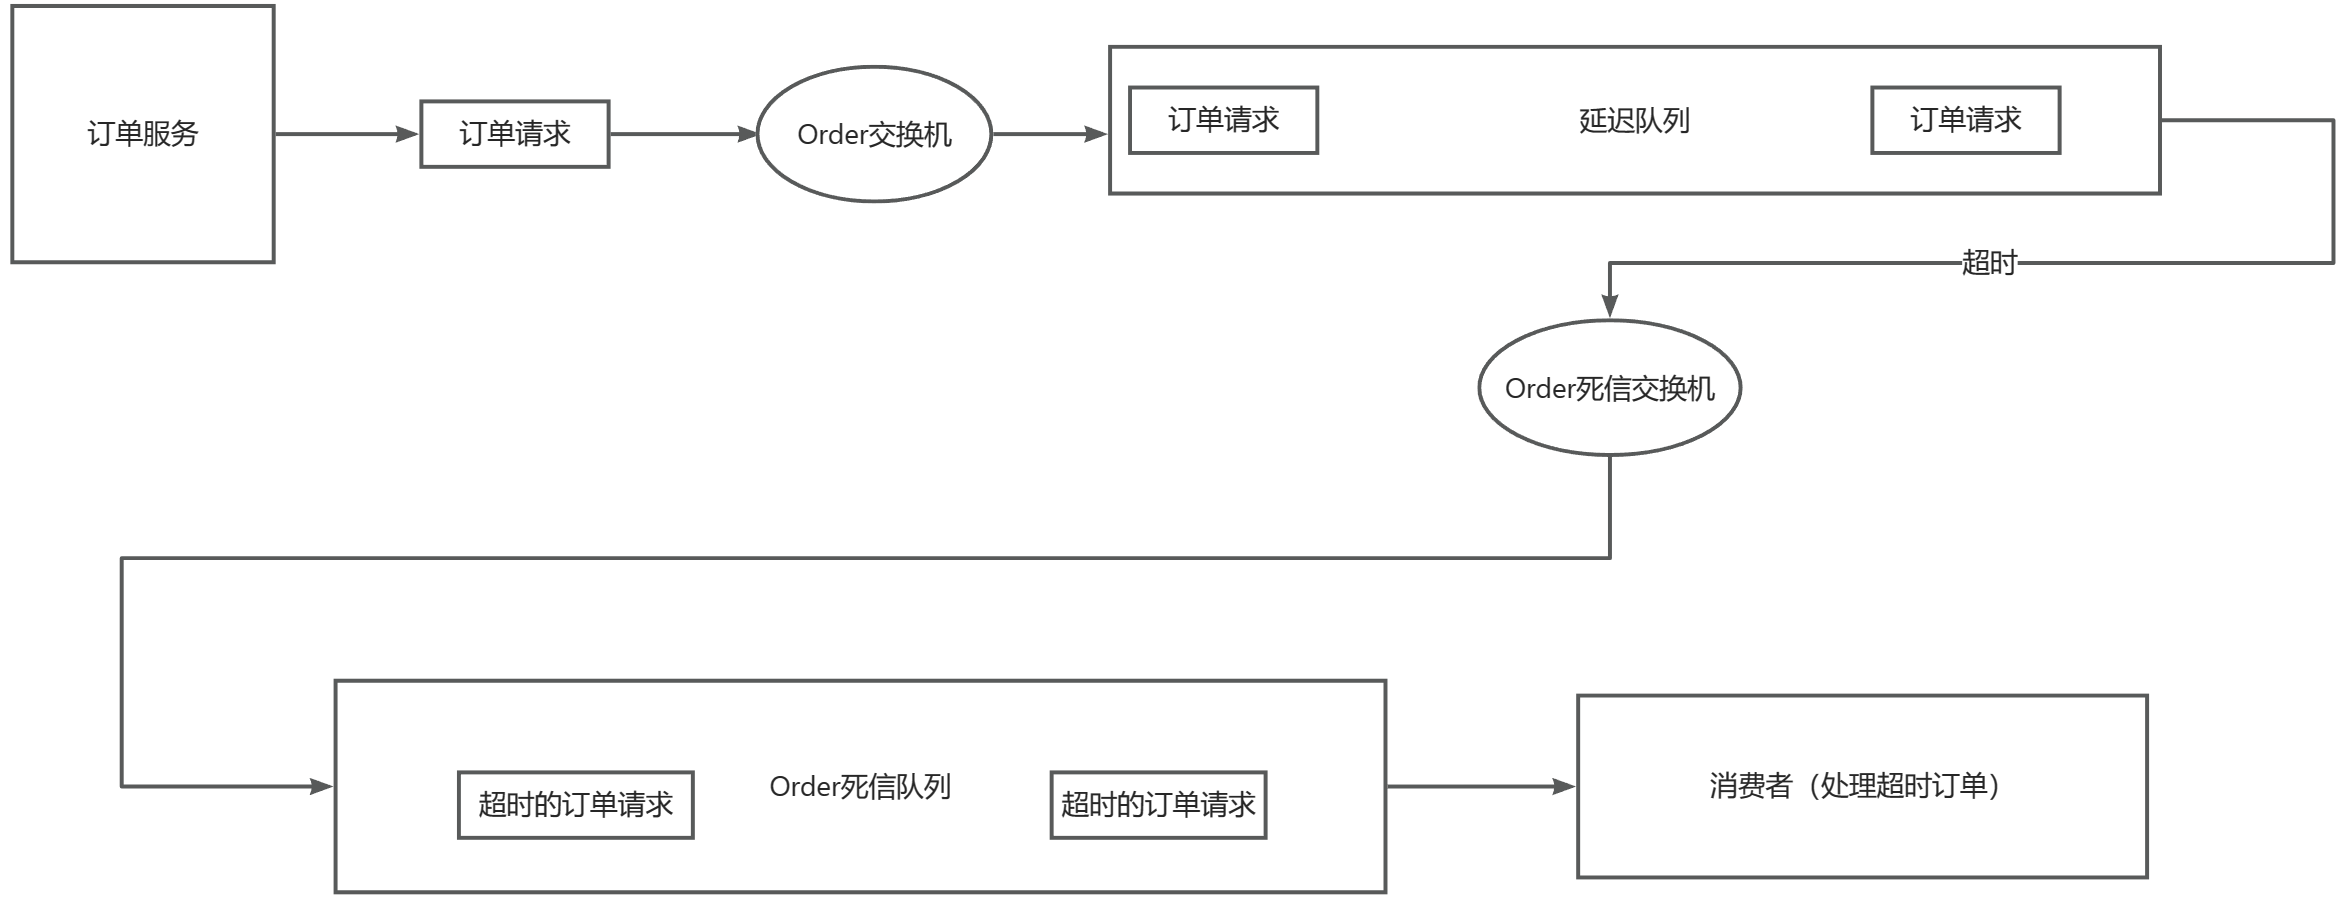 订单服务
订单请求
Order交换机
订单请求
延迟队列
订单请求
超时
Order死信交换机
超时的订单请求
Order死信队列
超时的订单请求
消费者（处理超时订单）